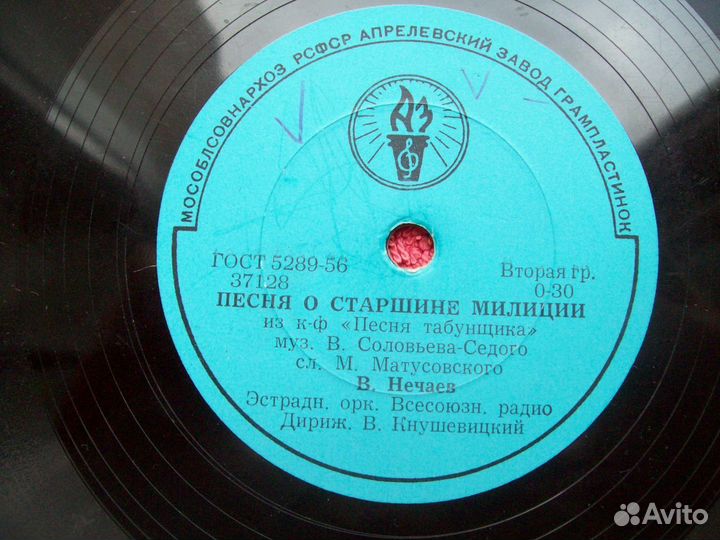 МОСОБЛСОВНАРХОЗ РСФСР АПРЕЛЕВСКИЙ ЗАВОД ГРАМПЛАСТИНОК
АЗ
ГОСТ 5289-56
37128
Вторая гр.
0-30
ПЕСНЯ О СТАРШИНЕ МИЛИЦИИ
из к-ф «Песня табунщика»
муз. В. Соловьева-Седого
сл. М. Матусовского
В. Нечаев
Эстрадн. орк. Всесоюзн. радио
Дириж. В. Кнушевицкий
Avito